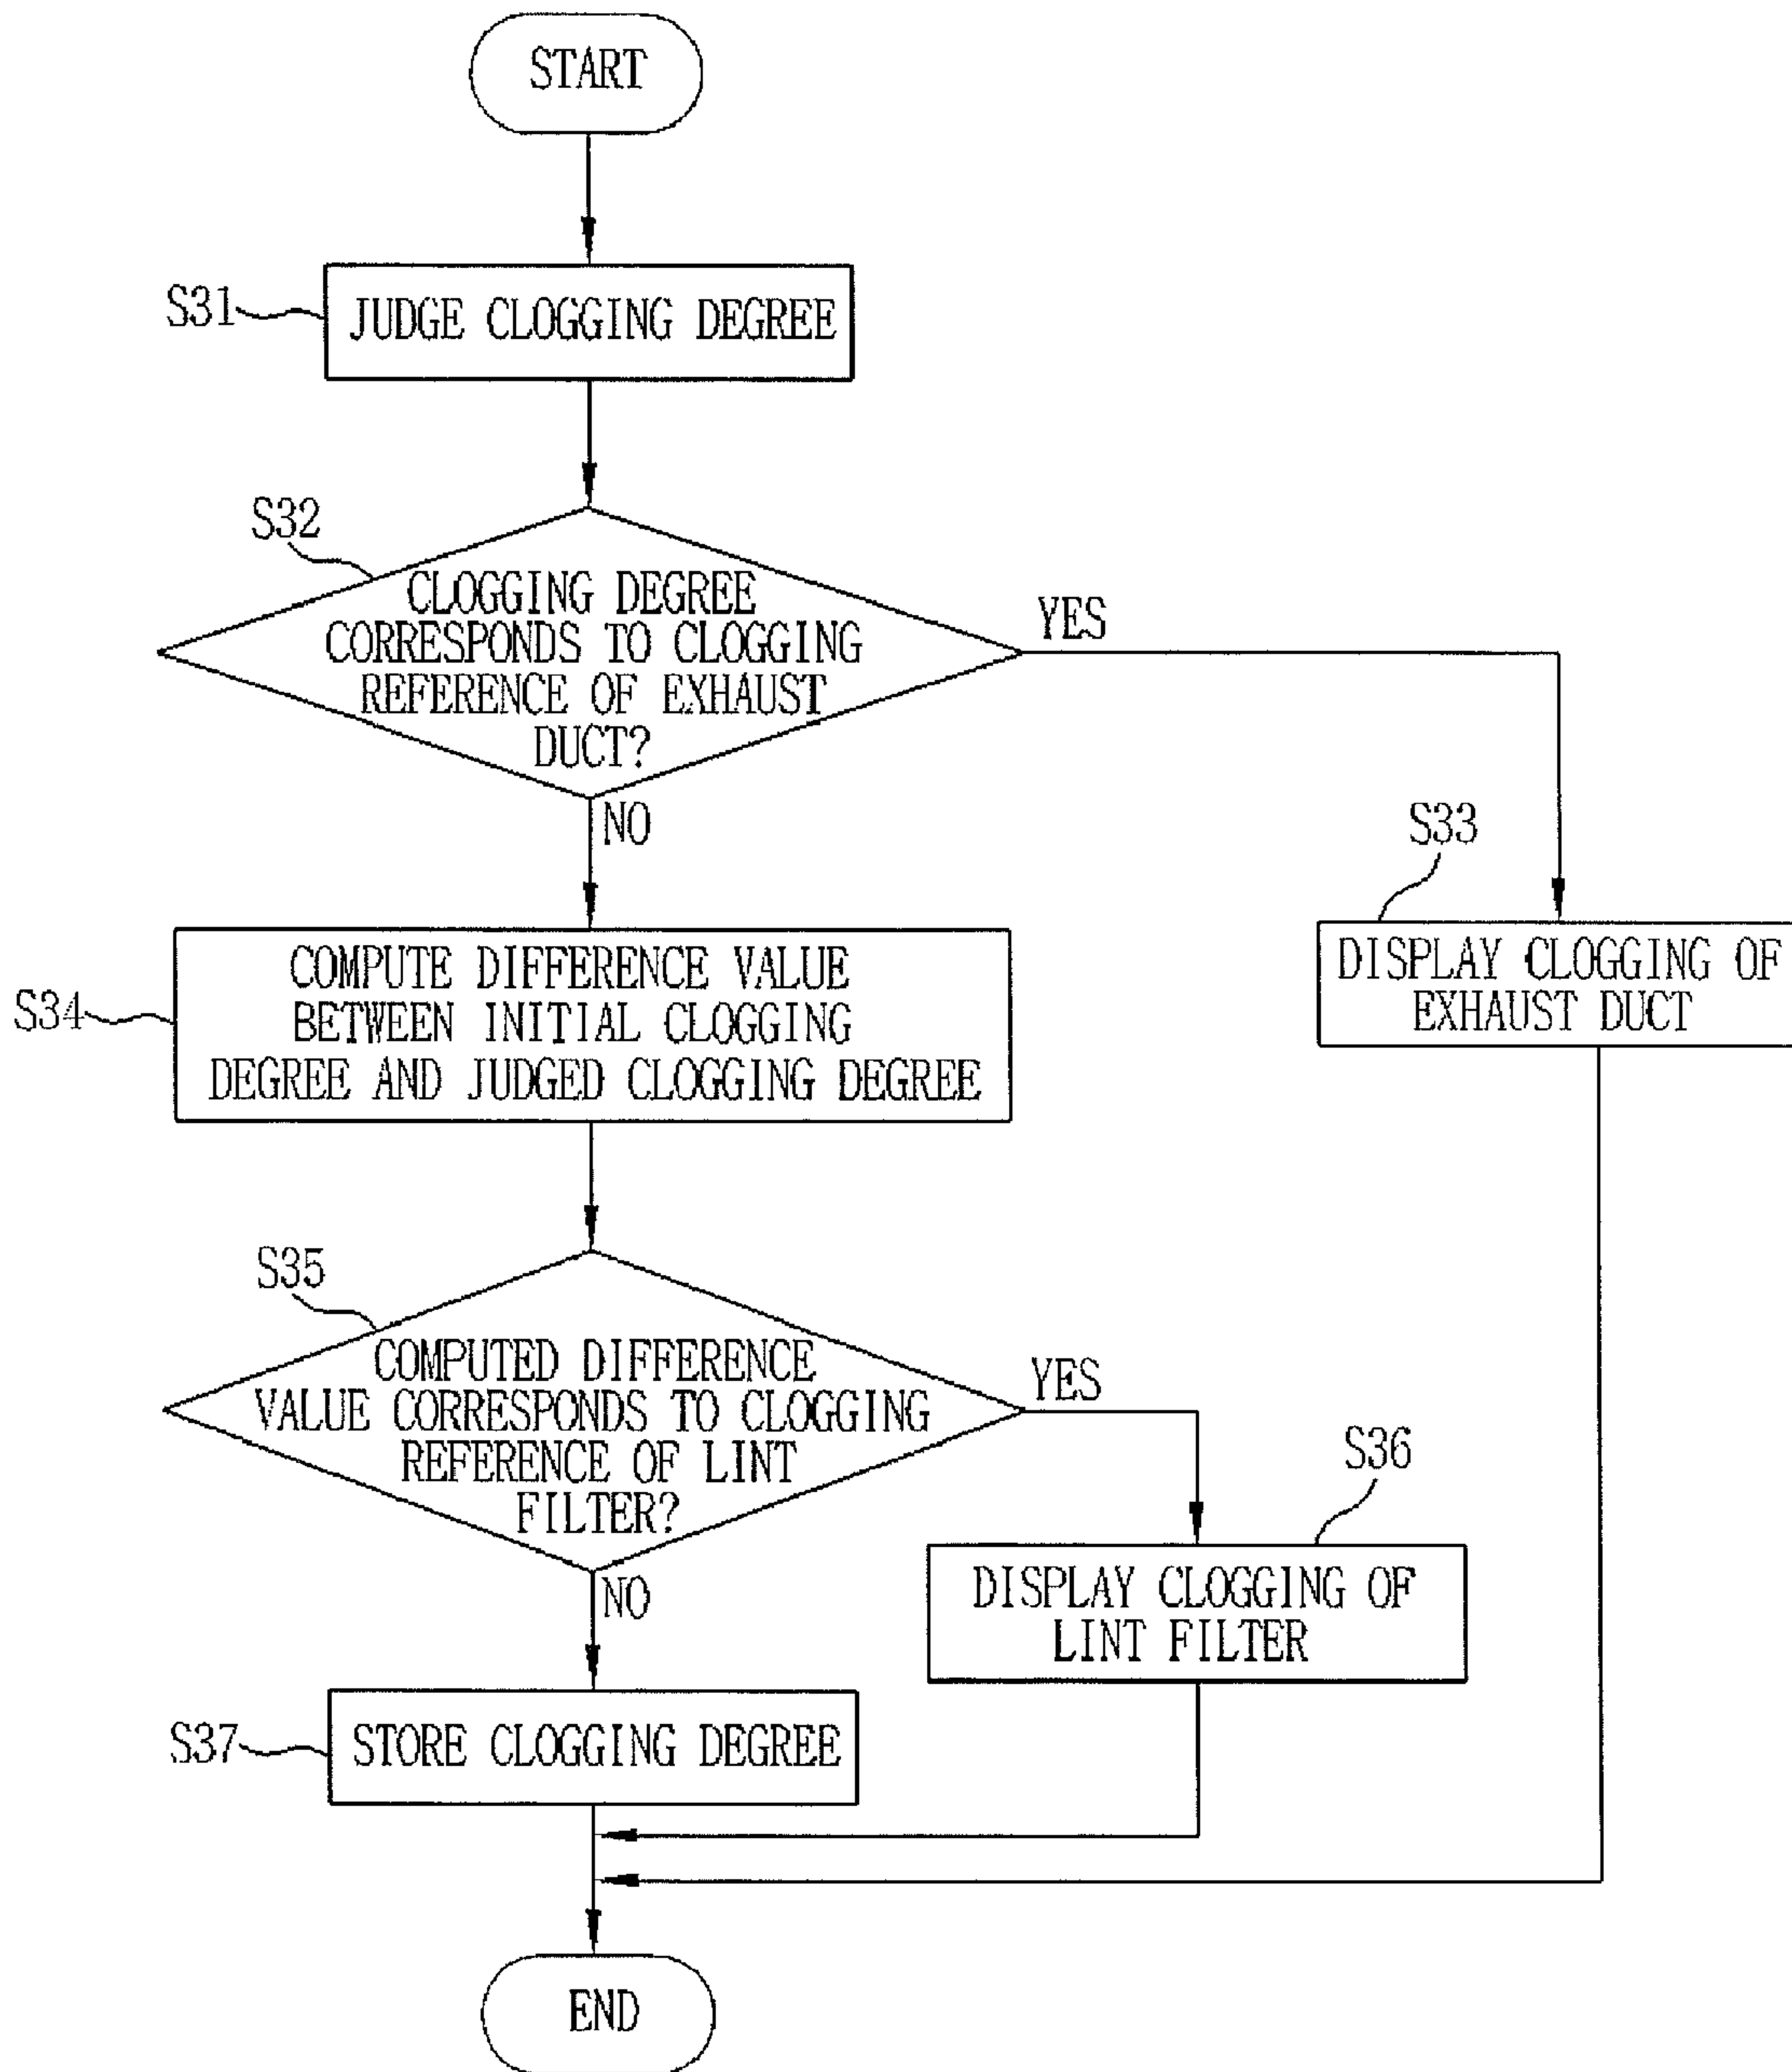 START
S31
JUDGE CLOGGING DEGREE
S32
CLOGGING DEGREE
CORRESPONDS TO CLOGGING
REFERENCE OF EXHAUST
DUCT?
YES
NO
S33
DISPLAY CLOGGING OF
EXHAUST DUCT
S34
COMPUTE DIFFERENCE VALUE
BETWEEN INITIAL CLOGGING
DEGREE AND JUDGED CLOGGING DEGREE
S35
COMPUTED DIFFERENCE
VALUE CORRESPONDS TO CLOGGING
REFERENCE OF LINT
FILTER?
YES
NO
S36
DISPLAY CLOGGING OF
LINT FILTER
S37
STORE CLOGGING DEGREE
END